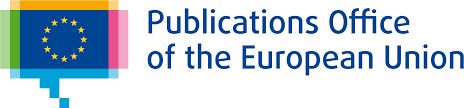 Publications Office
of the European Union